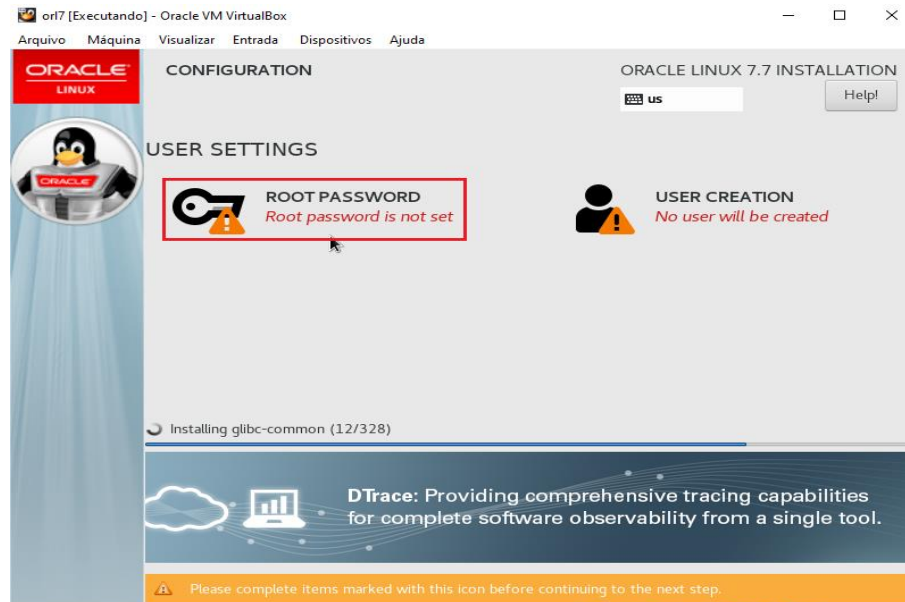 orl7 [Executando] - Oracle VM VirtualBox
Arquivo Máquina Visualizar Entrada Dispositivos Ajuda
ORACLE
LINUX
CONFIGURATION
ORACLE LINUX 7.7 INSTALLATION
us
Help!
ORACLE
USER SETTINGS
ROOT PASSWORD
Root password is not set
USER CREATION
No user will be created
Installing glibc-common (12/328)
DTrace: Providing comprehensive tracing capabilities
for complete software observability from a single tool.
Please complete items marked with this icon before continuing to the next step.